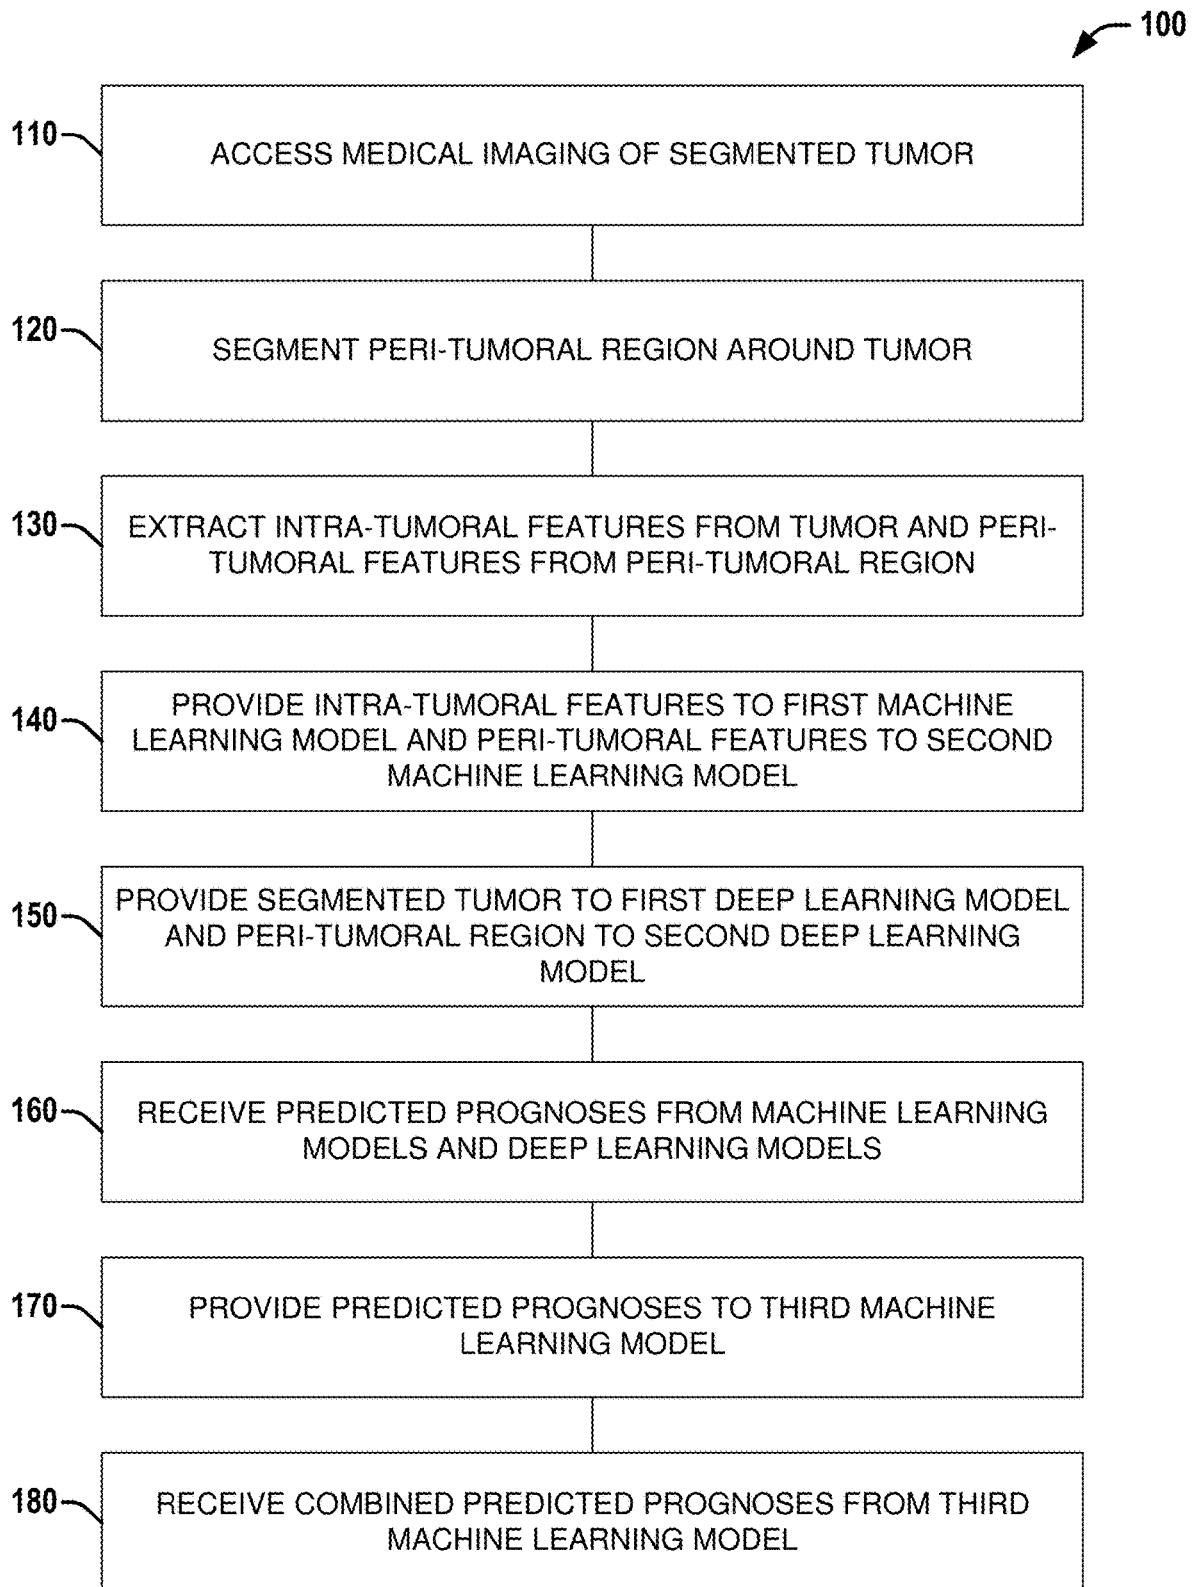 100
110
ACCESS MEDICAL IMAGING OF SEGMENTED TUMOR
120
SEGMENT PERI-TUMORAL REGION AROUND TUMOR
130
EXTRACT INTRA-TUMORAL FEATURES FROM TUMOR AND PERI-
TUMORAL FEATURES FROM PERI-TUMORAL REGION
140
PROVIDE INTRA-TUMORAL FEATURES TO FIRST MACHINE
LEARNING MODEL AND PERI-TUMORAL FEATURES TO SECOND
MACHINE LEARNING MODEL
150
PROVIDE SEGMENTED TUMOR TO FIRST DEEP LEARNING MODEL
AND PERI-TUMORAL REGION TO SECOND DEEP LEARNING
MODEL
160
RECEIVE PREDICTED PROGNOSES FROM MACHINE LEARNING
MODELS AND DEEP LEARNING MODELS
170
PROVIDE PREDICTED PROGNOSES TO THIRD MACHINE
LEARNING MODEL
180
RECEIVE COMBINED PREDICTED PROGNOSES FROM THIRD
MACHINE LEARNING MODEL